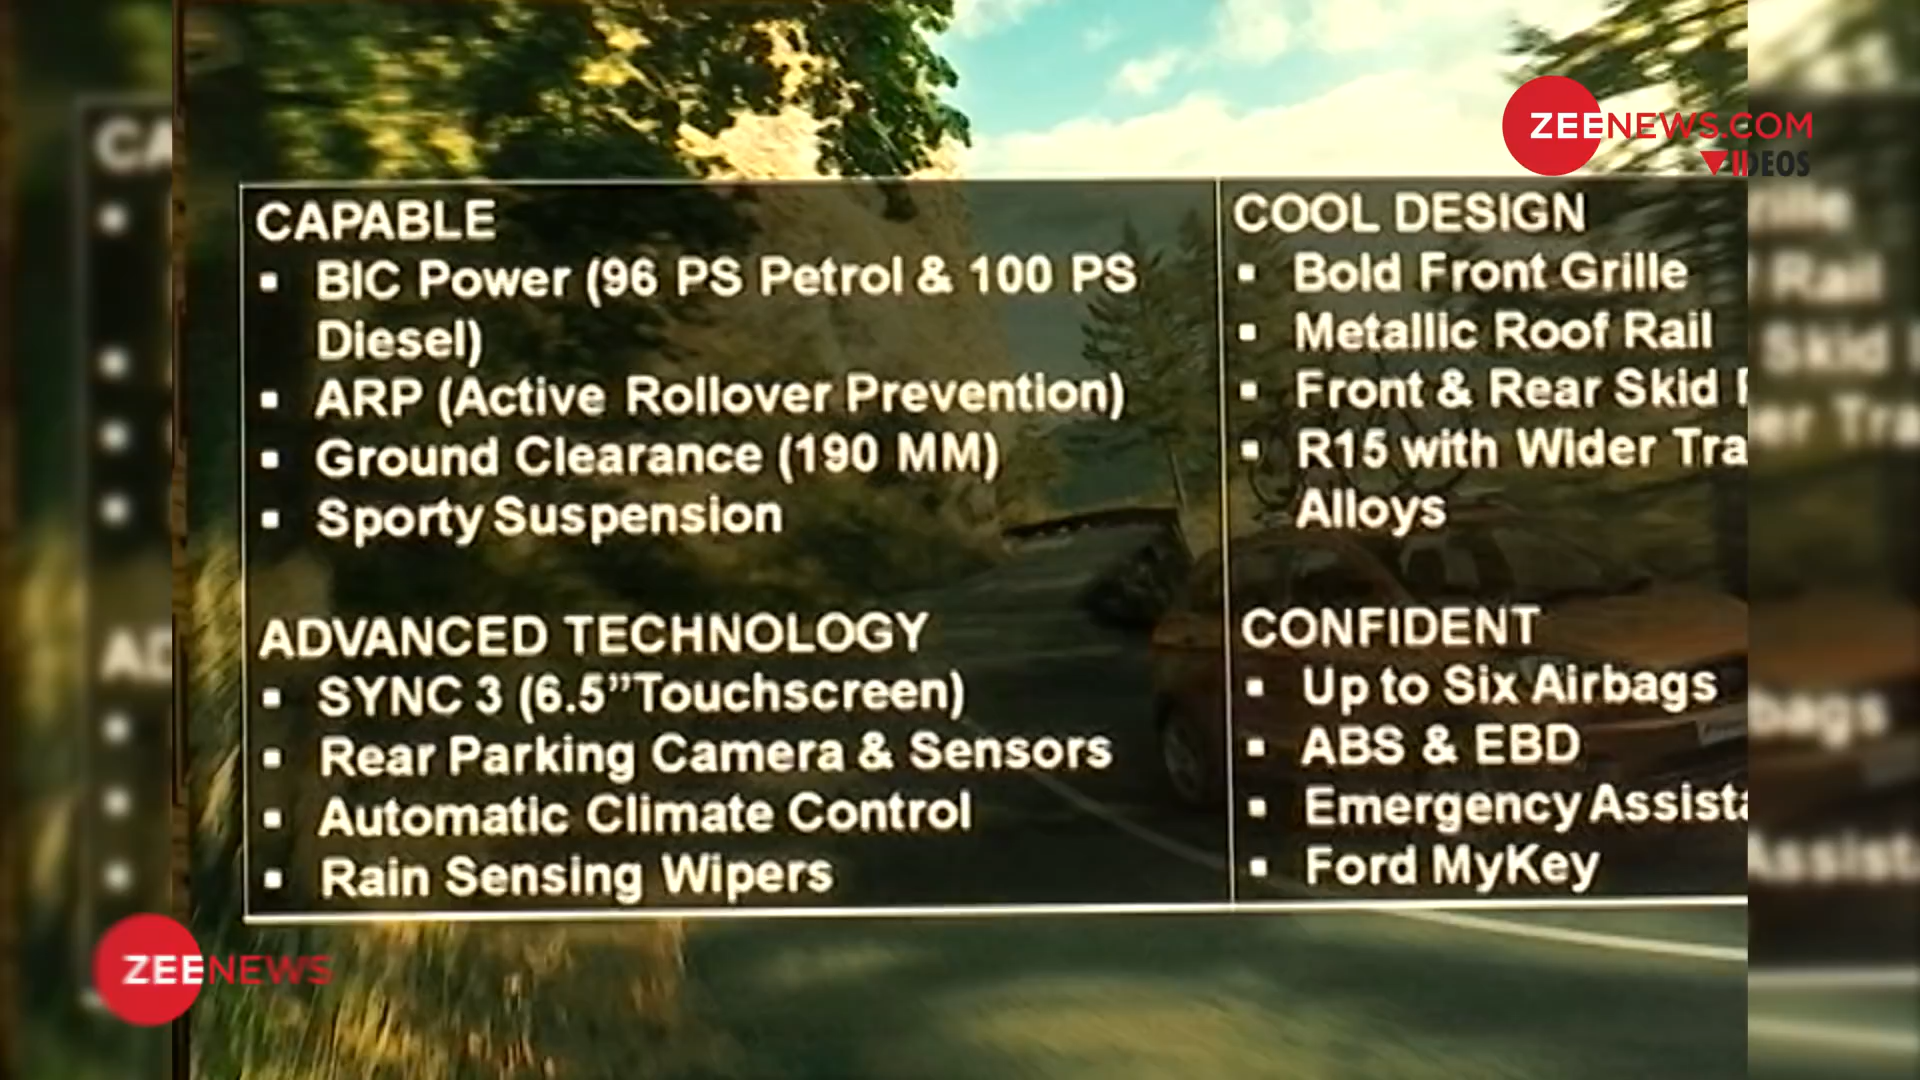 ZEENEWS.COM
VIDEOS
CAPABLE
▪ BIC Power (96 PS Petrol & 100 PS
Diesel)
▪ ARP (Active Rollover Prevention)
▪ Ground Clearance (190 MM)
▪ Sporty Suspension
ADVANCED TECHNOLOGY
▪ SYNC 3 (6.5”Touchscreen)
▪ Rear Parking Camera & Sensors
▪ Automatic Climate Control
▪ Rain Sensing Wipers
COOL DESIGN
▪ Bold Front Grille
▪ Metallic Roof Rail
▪ Front & Rear Skid
▪ R15 with Wider
Alloys
CONFIDENT
▪ Up to Six Airbags
▪ ABS & EBD
▪ Emergency
▪ Ford MyKey
ZEENEWS